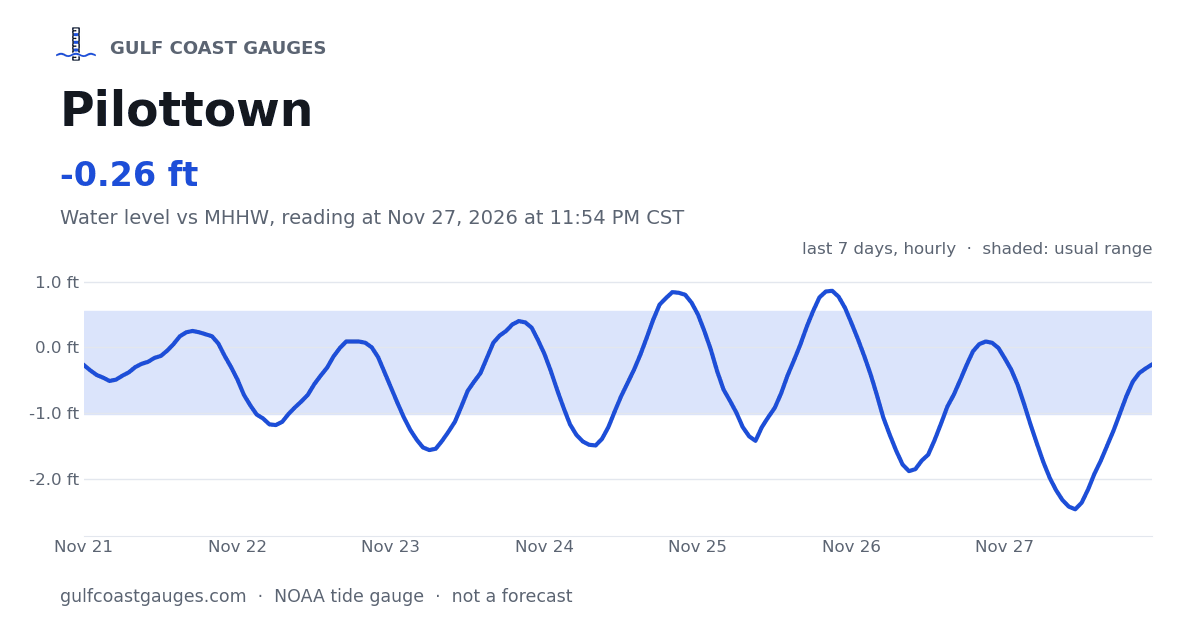 GULF COAST GAUGES
Pilottown
-0.26 ft
Water level vs MHHW, reading at Nov 27, 2026 at 11:54 PM CST
last 7 days, hourly · shaded: usual range
1.0 ft
0.0 ft
-1.0 ft
-2.0 ft
Nov 21 Nov 22 Nov 23 Nov 24 Nov 25 Nov 26 Nov 27
gulfcoastgauges.com · NOAA tide gauge · not a forecast